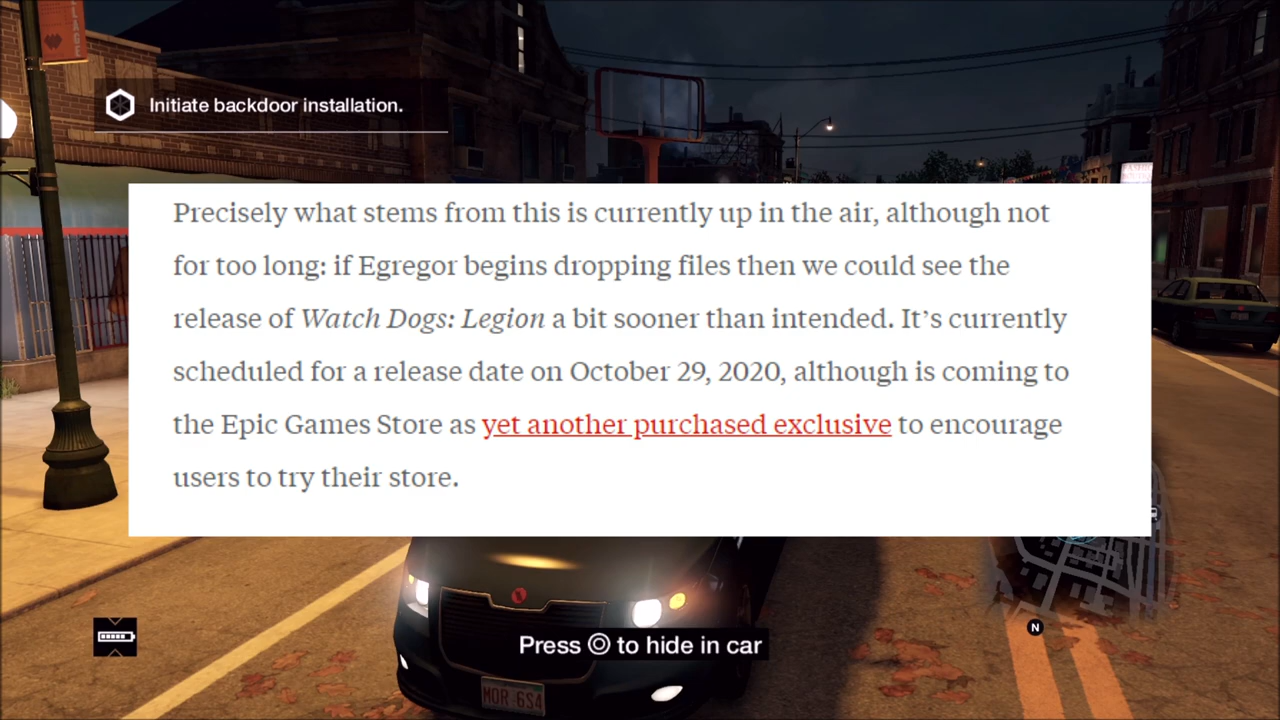 LAGE
Initiate backdoor installation.
Precisely what stems from this is currently up in the air, although not
for too long: if Egregor begins dropping files then we could see the
release of Watch Dogs: Legion a bit sooner than intended. It’s currently
scheduled for a release date on October 29, 2020, although is coming to
the Epic Games Store as yet another purchased exclusive to encourage
users to try their store.
N
Press to hide in car
MOR 6S4